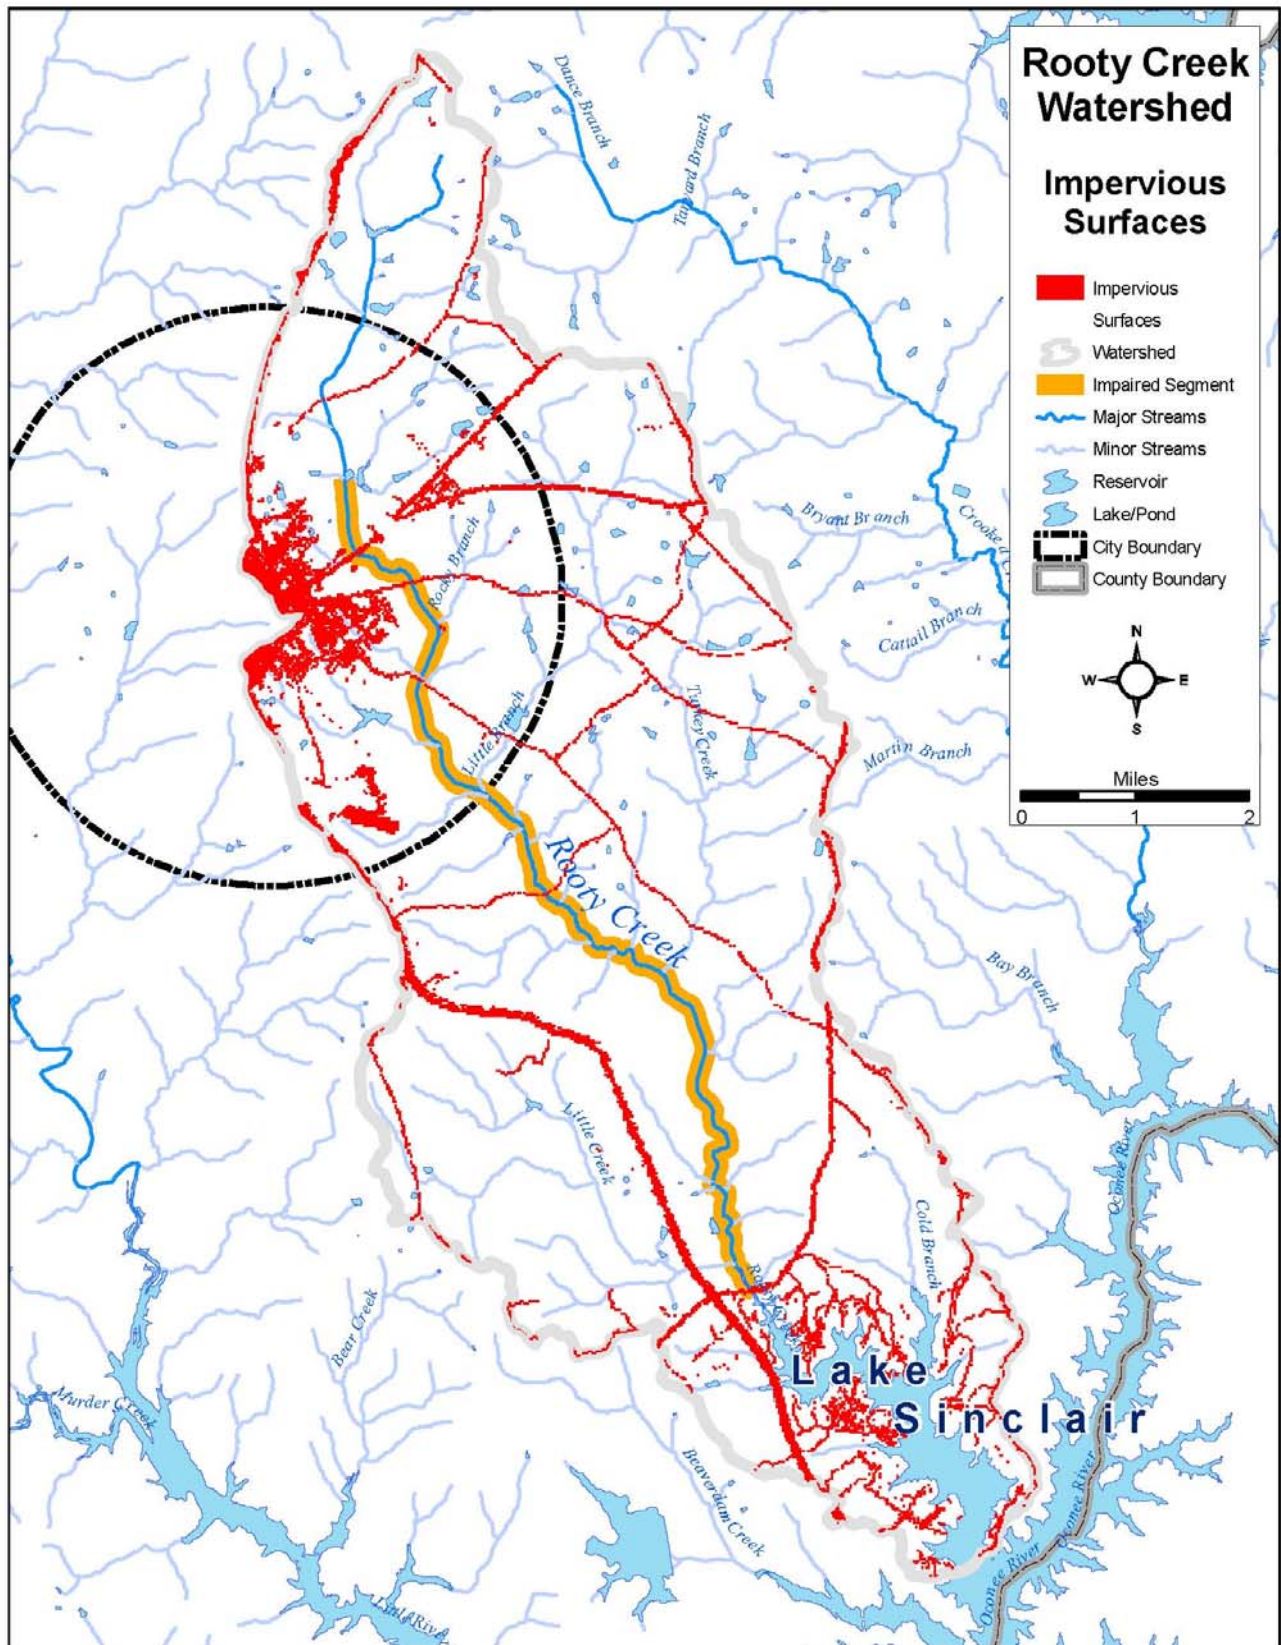 Rooty Creek
Watershed
Impervious
Surfaces
Impervious
Surfaces
Watershed
Impaired Segment
Major Streams
Minor Streams
Reservoir
Lake/Pond
City Boundary
County Boundary
N
W
E
S
Miles
0
1
2
Dance Branch
Tanyard Branch
Bryant Branch
Cattail Branch
Rocky Branch
Turkey Creek
Little Branch
Martin Branch
Rooty Creek
Bay Branch
Little Creek
Oconee River
Cold Branch
Bear Creek
Murder Creek
Lake
Sinclair
Beaverdam Creek
Oconee River
Oconee River